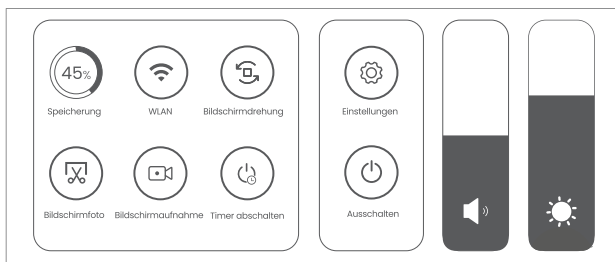 45%
Speicherung
WLAN
Bildschirmdrehung
Einstellungen
Bildschirmfoto
Bildschirmaufnahme
Timer abschalten
Ausschalten